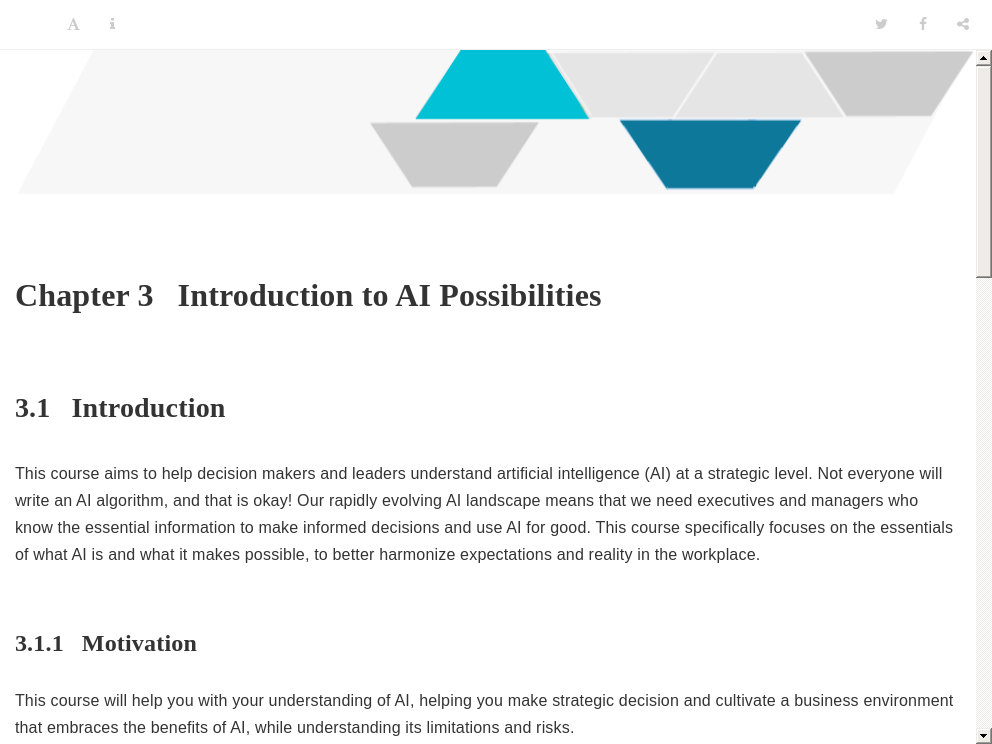 Chapter 3 Introduction to AI Possibilities
3.1 Introduction
This course aims to help decision makers and leaders understand artificial intelligence (AI) at a strategic level. Not everyone will
write an AI algorithm, and that is okay! Our rapidly evolving AI landscape means that we need executives and managers who
know the essential information to make informed decisions and use AI for good. This course specifically focuses on the essentials
of what AI is and what it makes possible, to better harmonize expectations and reality in the workplace.
3.1.1 Motivation
This course will help you with your understanding of AI, helping you make strategic decision and cultivate a business environment
that embraces the benefits of AI, while understanding its limitations and risks.